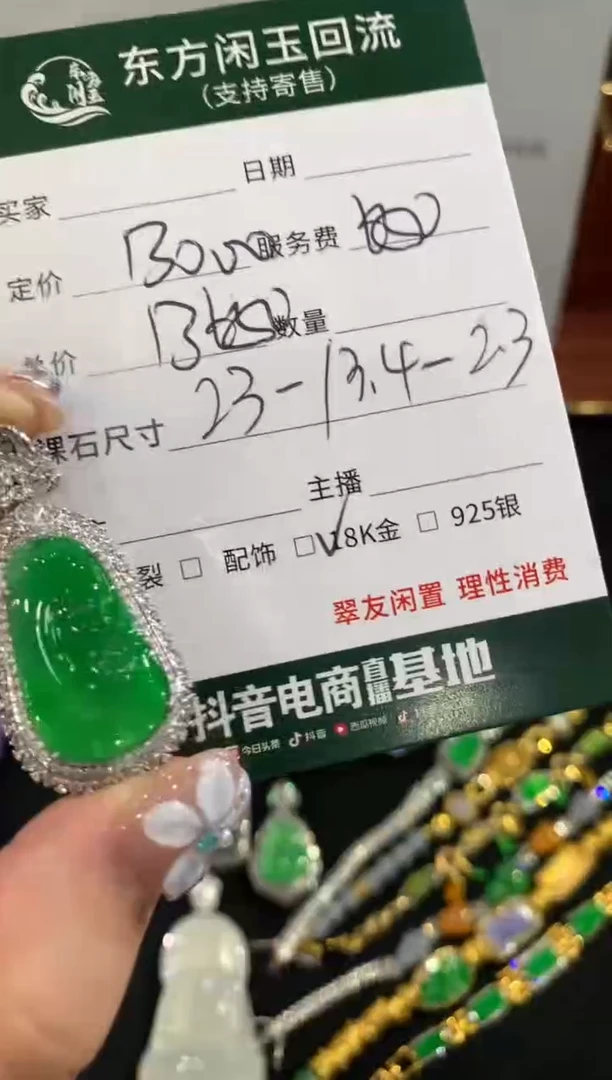 东方闲玉回流
（支持寄售）
日期
买家
定价 服务费
价 数量
裸石尺寸 23-13.4-2.3
主播
裂 □ 配饰 □√18K金 □ 925银
翠友闲置 理性消费
抖音电商直播基地
今日头条 抖音 西瓜视频